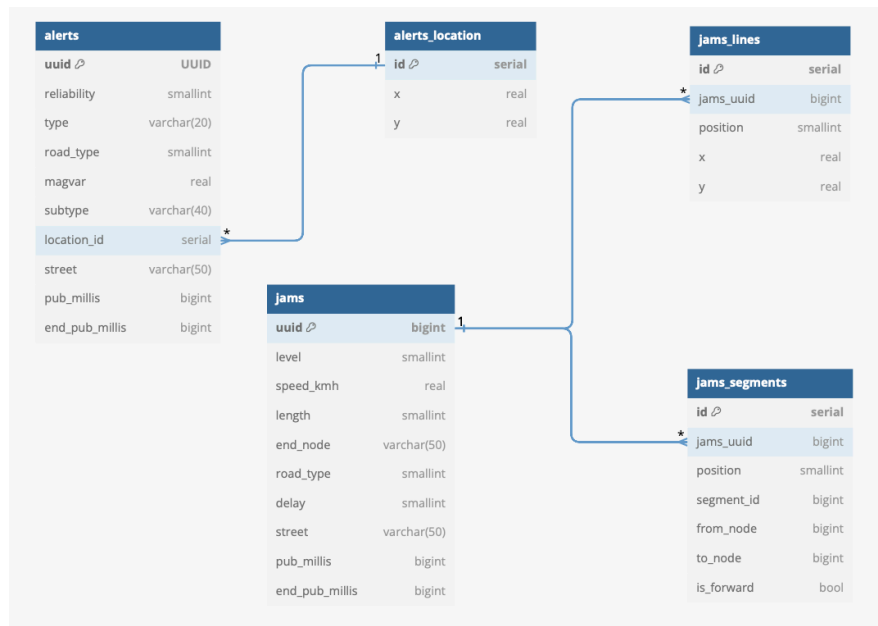 alerts
uuid UUID
reliability smallint
type varchar(20)
road_type smallint
magvar real
subtype varchar(40)
location_id serial
street varchar(50)
pub_millis bigint
end_pub_millis bigint
*
1
alerts_location
id serial
x real
y real
jams
uuid bigint
level smallint
speed_kmh real
length smallint
end_node varchar(50)
road_type smallint
delay smallint
street varchar(50)
pub_millis bigint
end_pub_millis bigint
1
*
jams_lines
id serial
jams_uuid bigint
position smallint
x real
y real
*
jams_segments
id serial
jams_uuid bigint
position smallint
segment_id bigint
from_node bigint
to_node bigint
is_forward bool